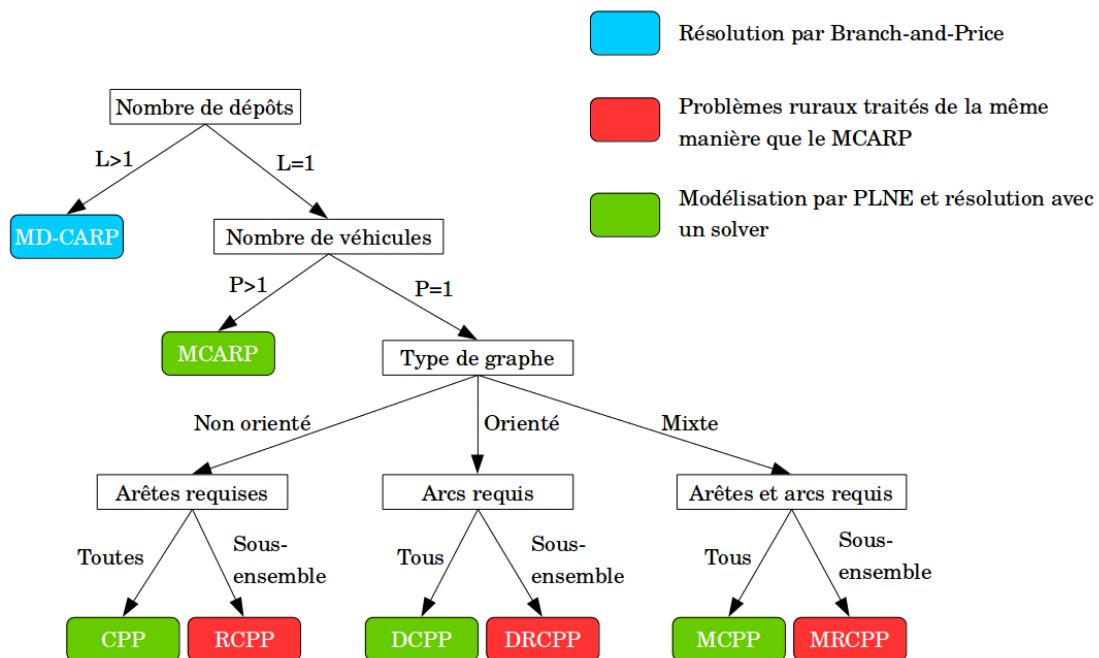 Résolution par Branch-and-Price
Problèmes ruraux traités de la même
manière que le MCARP
Modélisation par PLNE et résolution avec
un solver
Nombre de dépôts
L>1
L=1
MD-CARP
Nombre de véhicules
P>1
P=1
MCARP
Type de graphe
Non orienté
Orienté
Mixte
Arêtes requises
Arcs requis
Arêtes et arcs requis
Toutes
Sous-
ensemble
Tous
Sous-
ensemble
Tous
Sous-
ensemble
CPP
RCPP
DCPP
DRCPP
MCPP
MRCPP